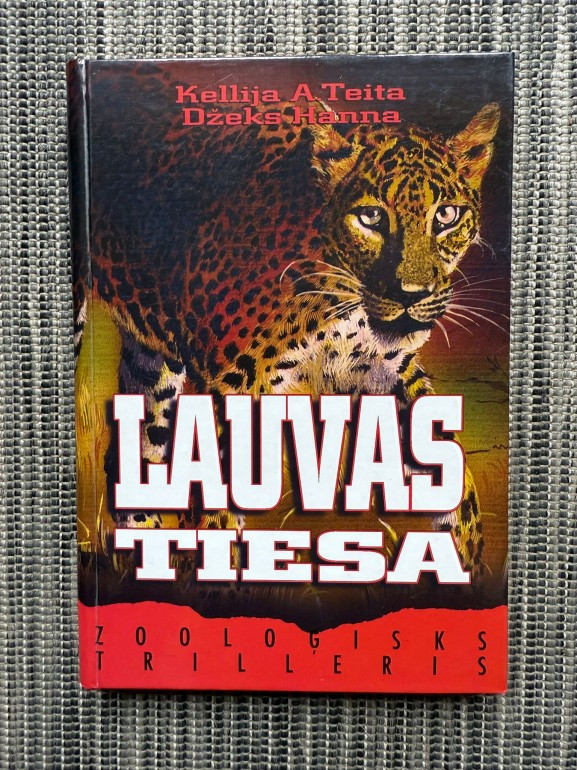 Kellija A.Teita
Džeks Hanna
LAUVAS
TIESA
ZOOLOĢISKS
TRILLERIS